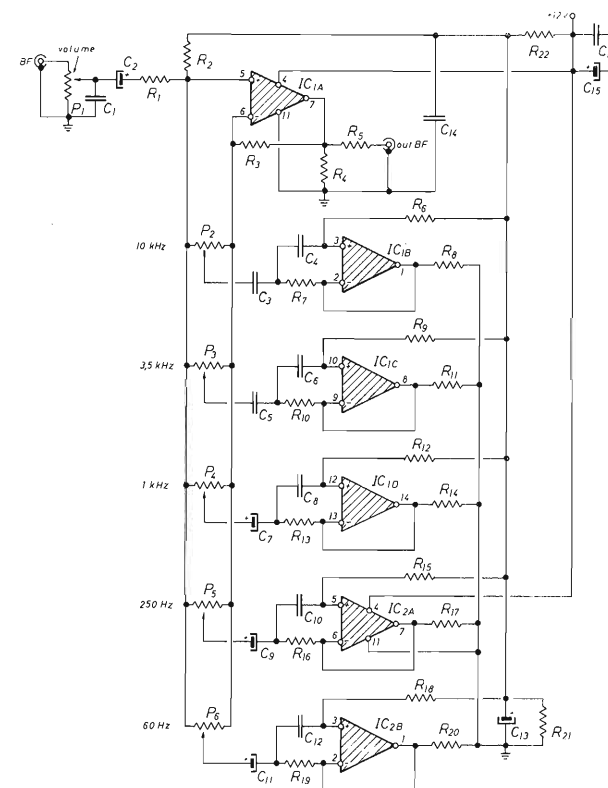 +12V
BF
volume
P1
C1
C2
R1
R2
5
+
6
-
4
11
7
IC1A
R3
R4
R5
out BF
C14
R22
C15
10 kHz
P2
C3
C4
R7
3
+
2
-
IC1B
1
R6
R8
3,5 kHz
P3
C5
C6
R10
10
+
9
-
IC1C
8
R9
R11
1 kHz
P4
C7
C8
R13
12
+
13
-
IC1D
14
R12
R14
250 Hz
P5
C9
C10
R16
5
+
6
-
IC2A
4
11
7
R15
R17
60 Hz
P6
C11
C12
R19
3
+
2
-
IC2B
1
R18
R20
C13
R21